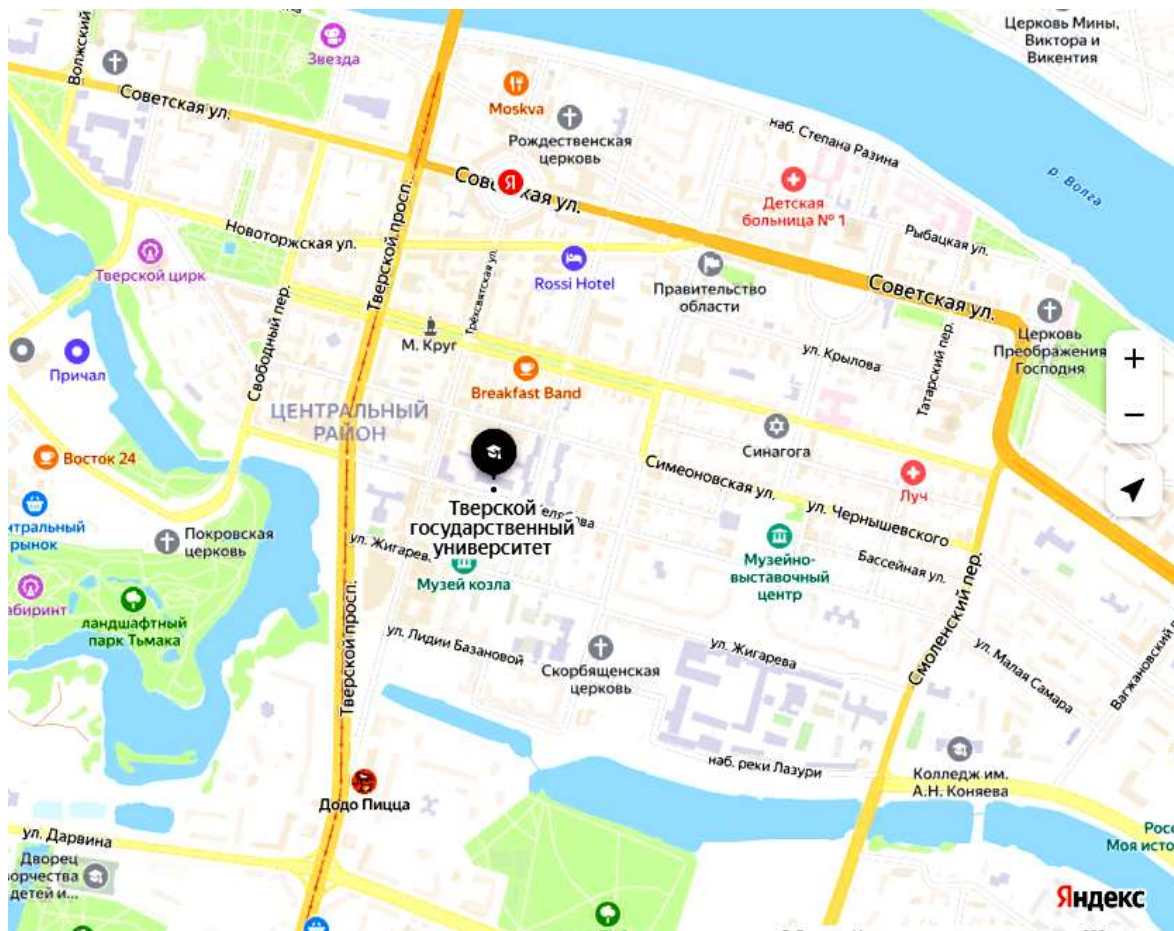 Церковь Мины,
Виктора и
Викентия
Волжский
Звезда
Советская ул.
Moskva
Рождественская
церковь
наб. Степана Разина
р. Волга
Я
Советская ул.
Детская
больница № 1
Тверской просп.
Новоторжская ул.
Рыбацкая ул.
Тверской цирк
Трёхсвятская ул.
Rossi Hotel
Правительство
области
Советская ул.
Свободный пер.
М. Круг
ул. Крылова
Татарский пер.
Церковь
Преображения
Господня
+
Причал
Breakfast Band
−
ЦЕНТРАЛЬНЫЙ
РАЙОН
Восток 24
Синагога
Симеоновская ул.
Луч
Тверской
государственный
университет
нтральный
рынок
Покровская
церковь
ул. Жигарев
ул. Чернышевского
Бассейная ул.
Музей козла
Музейно-
выставочный
центр
абиринт
ландшафтный
парк Тьмака
Тверской просп.
ул. Лидии Базановой
Скорбященская
церковь
ул. Жигарева
Смоленский пер.
ул. Малая Самара
Вагжановский
наб. реки Лазури
Колледж им.
А.Н. Коняева
Додо Пицца
ул. Дарвина
Росс
Моя исто
Дворец
ворчества
детей и...
Яндекс